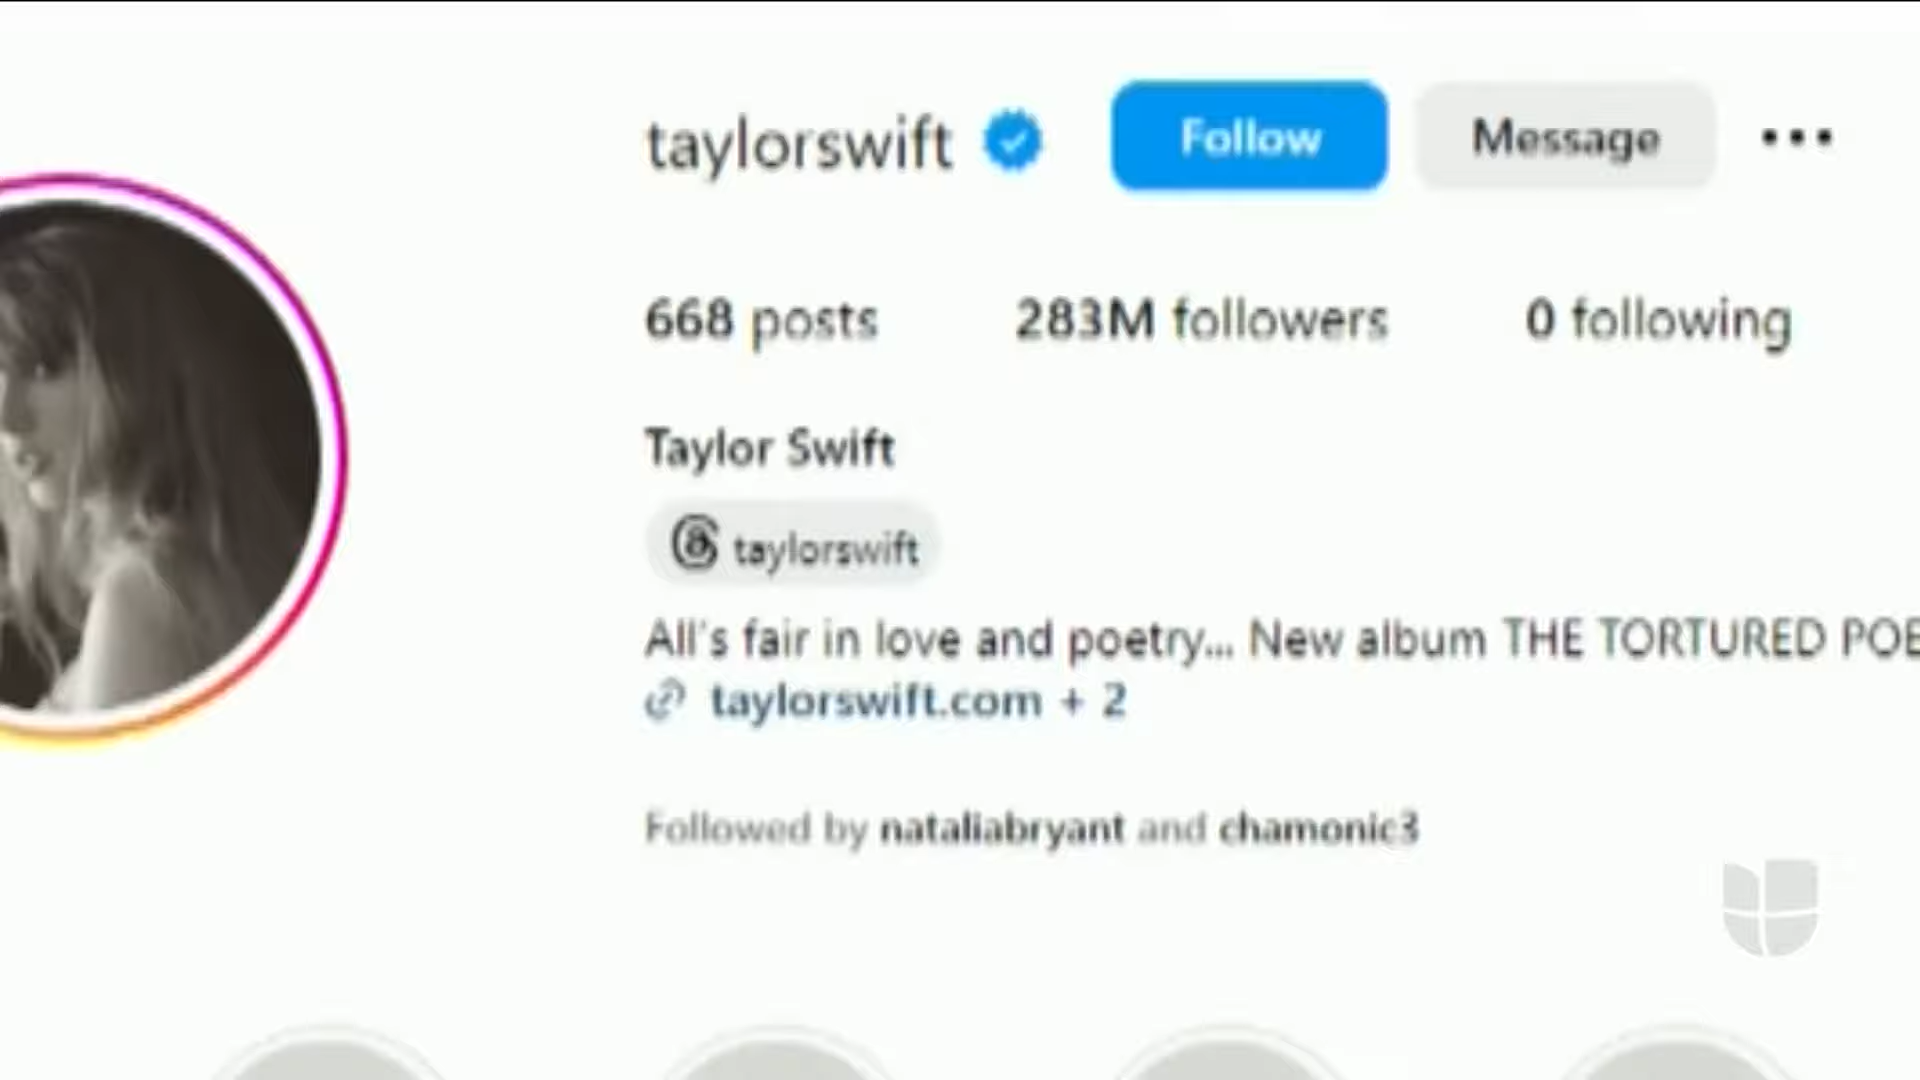 taylorswift Follow Message
668 posts 283M followers 0 following
Taylor Swift
taylorswift
All's fair in love and poetry... New album THE TORTURED POE
taylorswift.com + 2
Followed by nataliabryant and chamonic3